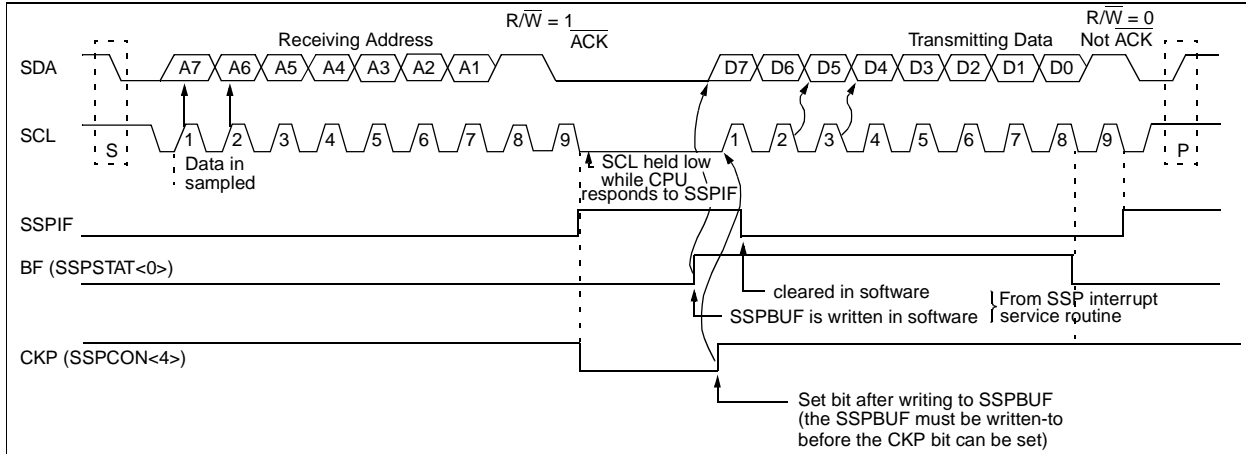 R/W = 1
ACK
R/W = 0
Not ACK
Receiving Address
Transmitting Data
SDA
A7 A6 A5 A4 A3 A2 A1
D7 D6 D5 D4 D3 D2 D1 D0
SCL
S
1 2 3 4 5 6 7 8 9
1 2 3 4 5 6 7 8 9
P
Data in
sampled
SCL held low
while CPU
responds to SSPIF
SSPIF
BF (SSPSTAT<0>)
cleared in software
SSPBUF is written in software
From SSP interrupt
service routine
CKP (SSPCON<4>)
Set bit after writing to SSPBUF
(the SSPBUF must be written-to
before the CKP bit can be set)